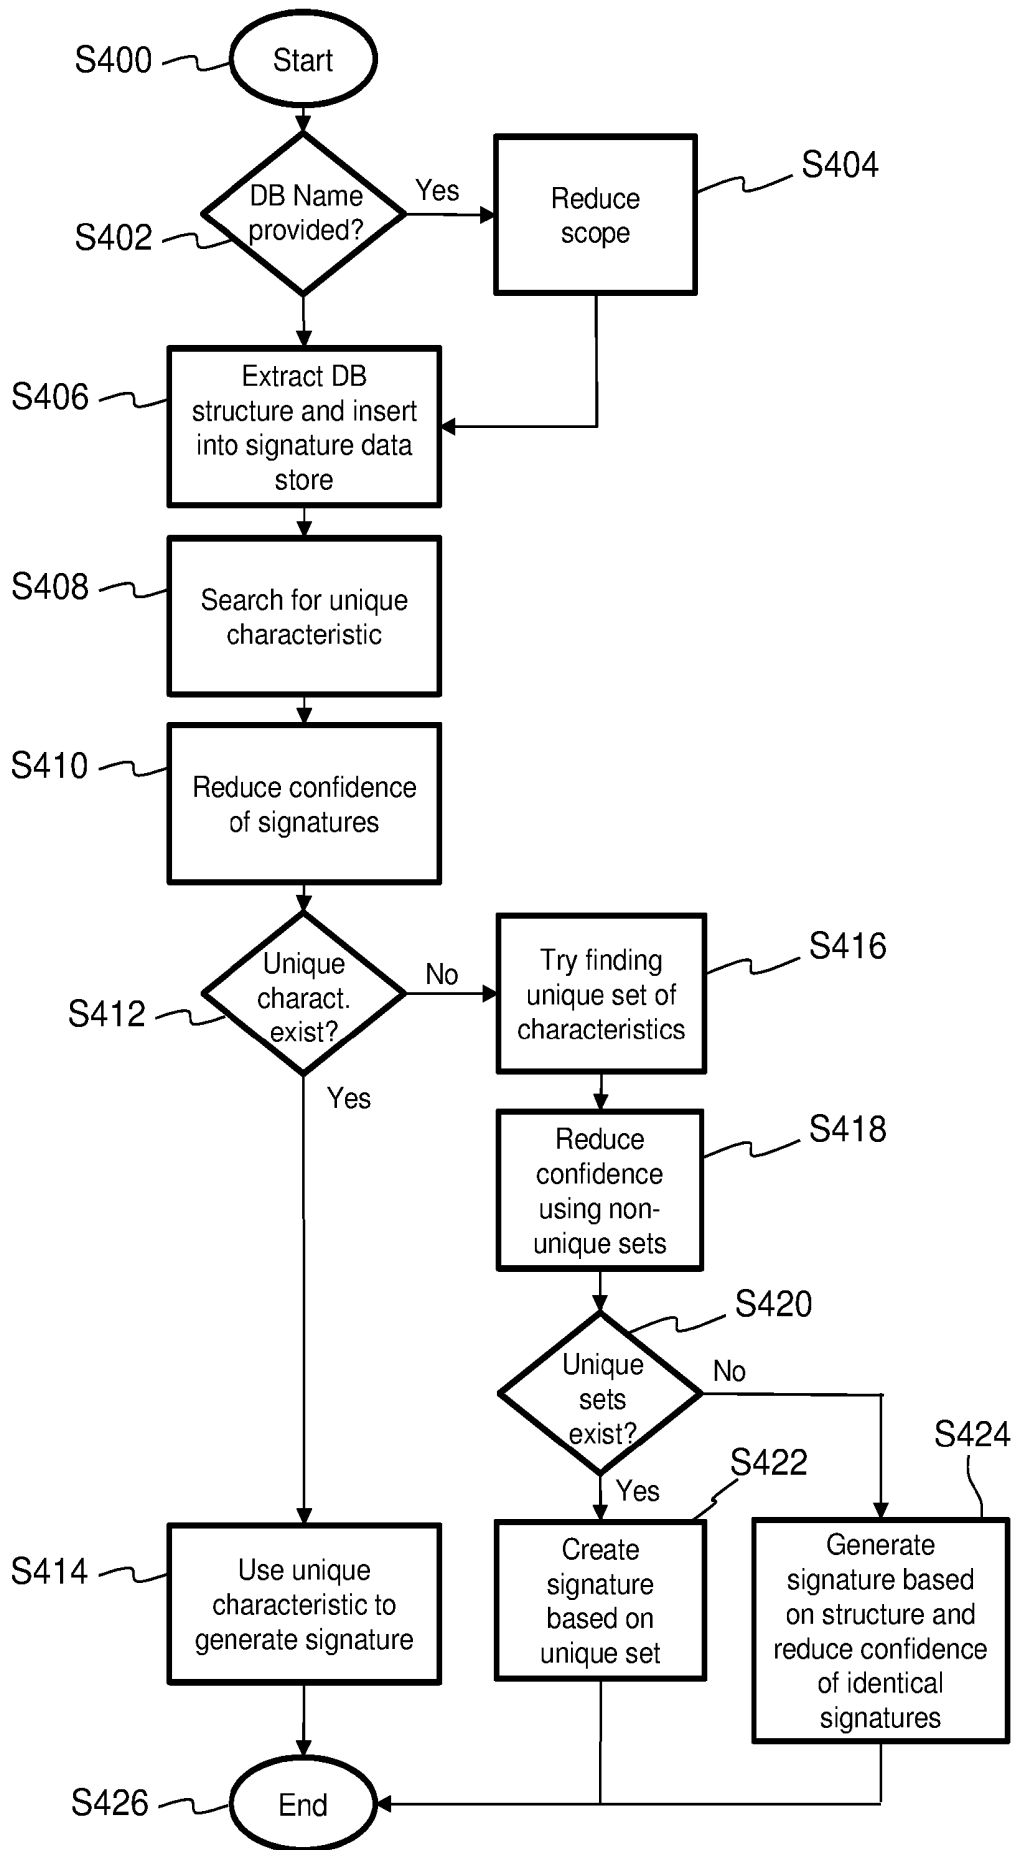 S400
Start
DB Name
provided?
Yes
S402
Reduce
scope
S404
S406
Extract DB
structure and insert
into signature data
store
S408
Search for unique
characteristic
S410
Reduce confidence
of signatures
S412
Unique
charact.
exist?
No
Yes
Try finding
unique set of
characteristics
S416
Reduce
confidence
using non-
unique sets
S418
S420
Unique
sets
exist?
No
Yes
S422
S424
S414
Use unique
characteristic to
generate signature
Create
signature
based on
unique set
Generate
signature based
on structure and
reduce confidence
of identical
signatures
S426
End